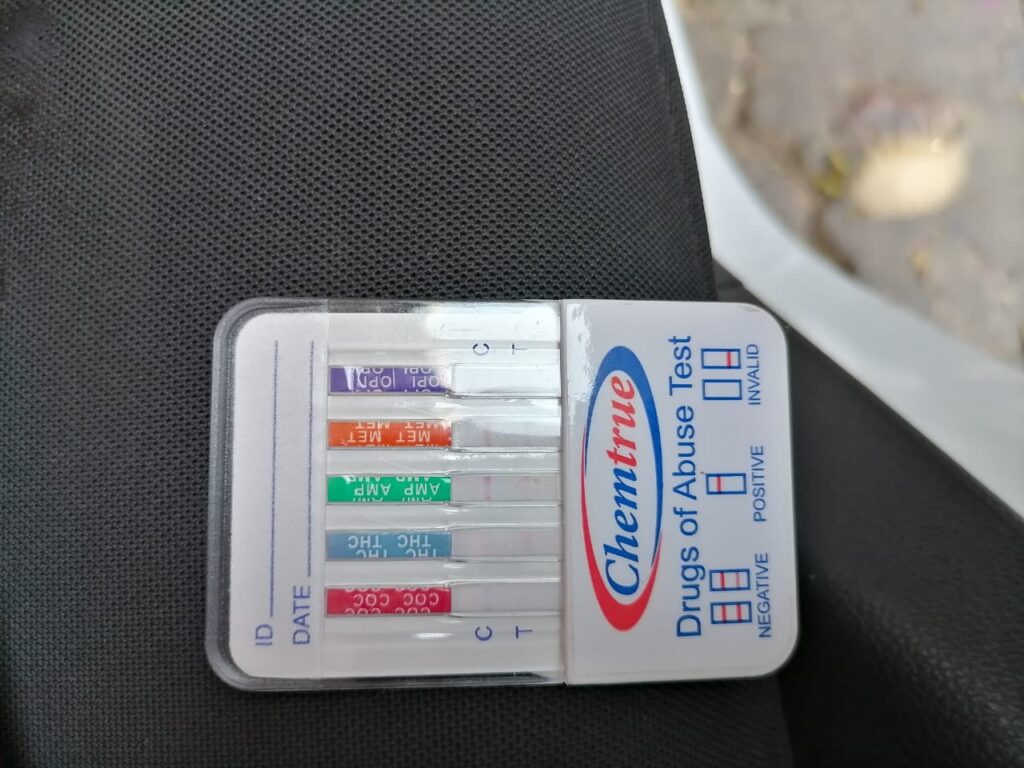 ID
DATE
OPI OPI
MET MET
AMP AMP
THC THC
COC COC
C
T
C
T
Chemtrue
Drugs of Abuse Test
NEGATIVE
POSITIVE
INVALID